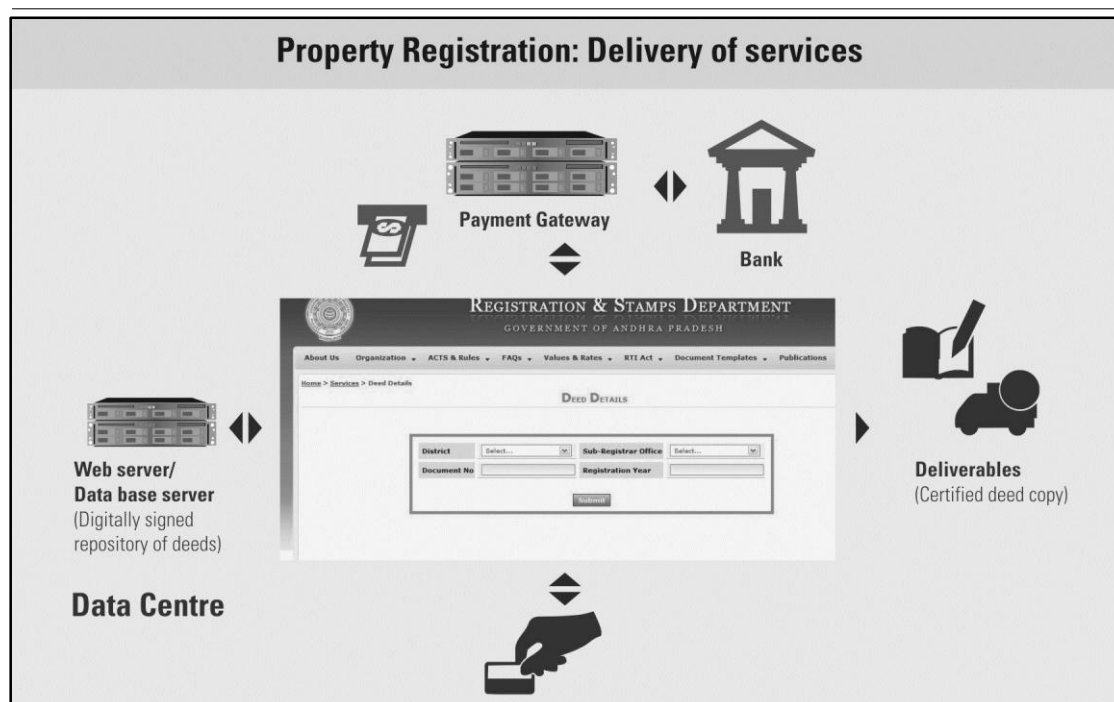 Property Registration: Delivery of services
Payment Gateway
Bank
REGISTRATION & STAMPS DEPARTMENT
GOVERNMENT OF ANDHRA PRADESH
About Us Organization ACTS & Rules FAQs Values & Rates RTI Act Document Templates Publications
Home > Services > Deed Details
DEED DETAILS
District Select... Sub-Registrar Office Select...
Document No Registration Year
Submit
Web server/
Data base server
(Digitally signed
repository of deeds)
Deliverables
(Certified deed copy)
Data Centre